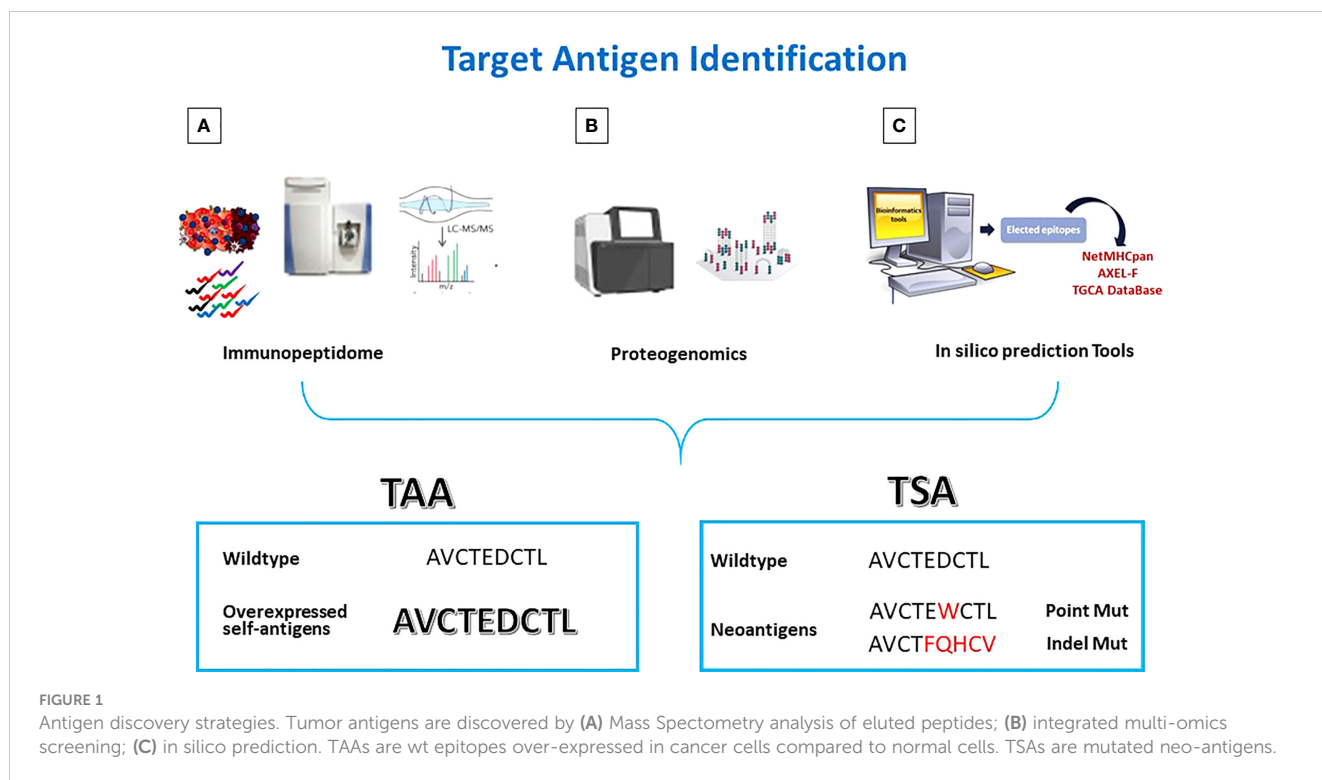 Target Antigen Identification
A
B
C
LC-MS/MS
Intensity
m/z
Bioinformatics
tools
Elected epitopes
NetMHCpan
AXEL-F
TGCA DataBase
Immunopeptidome
Proteogenomics
In silico prediction Tools
TAA
TSA
Wildtype AVCTEDCTL
Overexpressed
self-antigens AVCTEDCTL
Wildtype AVCTEDCTL
Neoantigens
AVCTEWCTL Point Mut
AVCTFQHCV Indel Mut
FIGURE 1
Antigen discovery strategies. Tumor antigens are discovered by (A) Mass Spectometry analysis of eluted peptides; (B) integrated multi-omics
screening; (C) in silico prediction. TAAs are wt epitopes over-expressed in cancer cells compared to normal cells. TSAs are mutated neo-antigens.